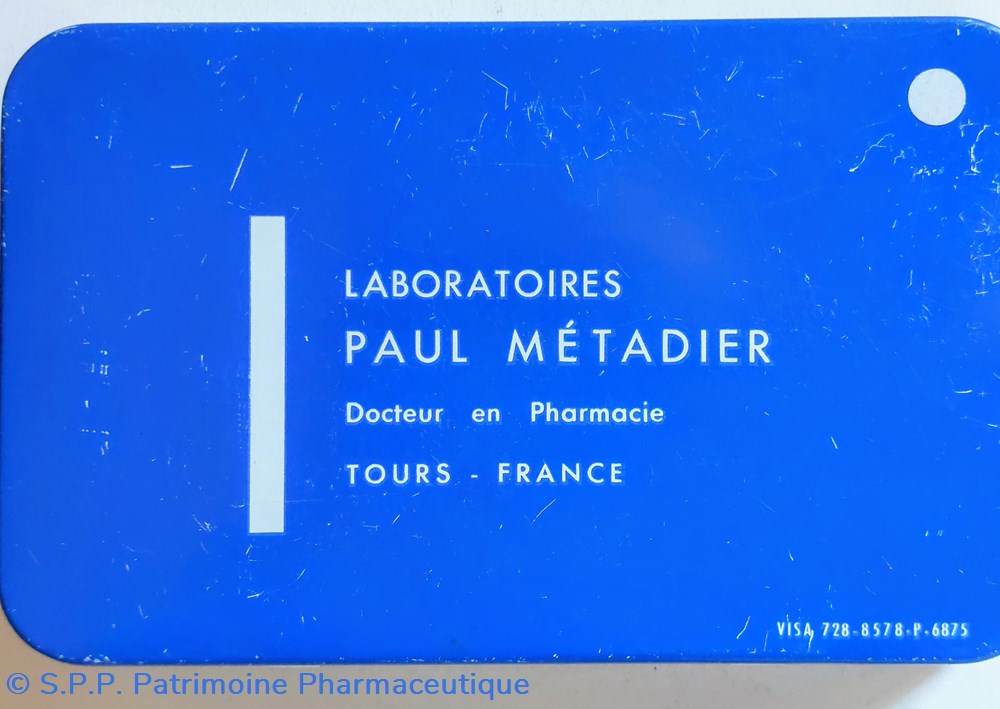 LABORATOIRES
PAUL MÉTADIER
Docteur en Pharmacie
TOURS - FRANCE
VISA 728-8578-P-6875
© S.P.P. Patrimoine Pharmaceutique